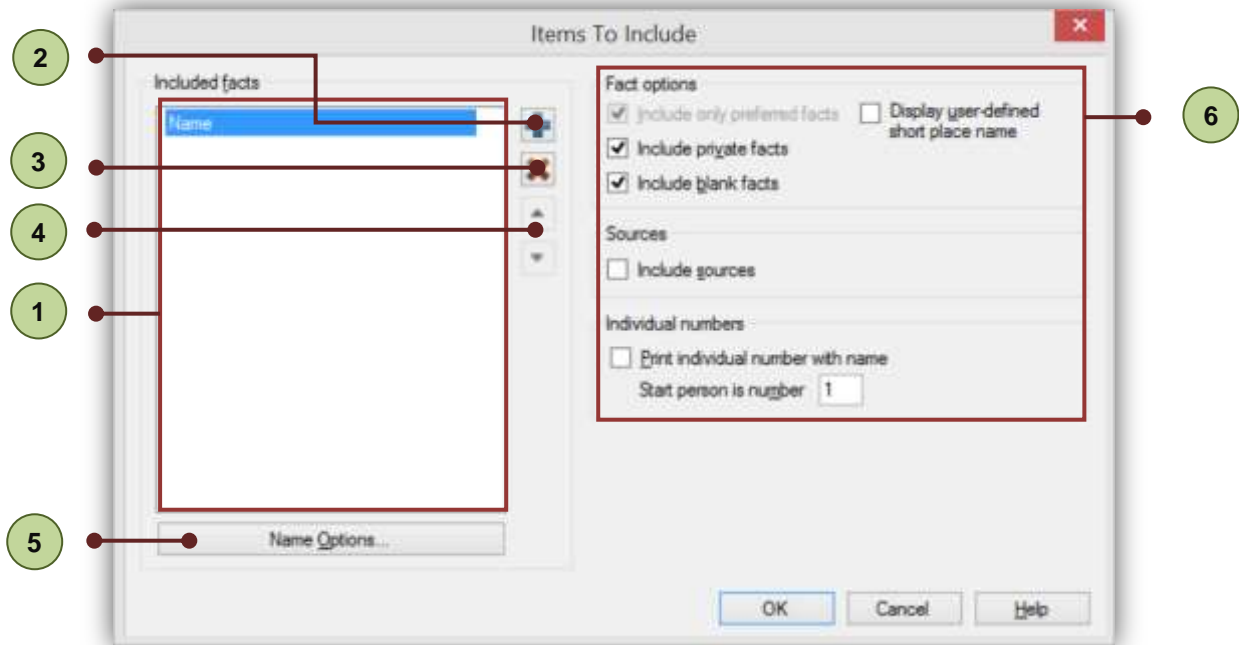 Items To Include
2
Included facts
Name
3
4
1
5
Name Options...
Fact options
Include only preferred facts
Display user-defined
short place name
Include private facts
Include blank facts
6
Sources
Include sources
Individual numbers
Print individual number with name
Start person is number 1
OK Cancel Help